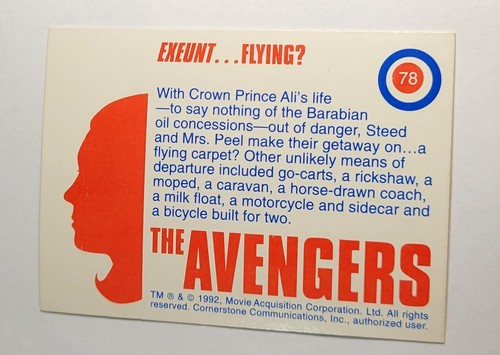 EXEUNT...FLYING?
78
With Crown Prince Ali's life
—to say nothing of the Barabian
oil concessions—out of danger, Steed
and Mrs. Peel make their getaway on...a
flying carpet? Other unlikely means of
departure included go-carts, a rickshaw, a
moped, a caravan, a horse-drawn coach,
a milk float, a motorcycle and sidecar and
a bicycle built for two.
THE AVENGERS
TM ® & © 1992, Movie Acquisition Corporation. Ltd. All rights
reserved. Cornerstone Communications, Inc., authorized user.